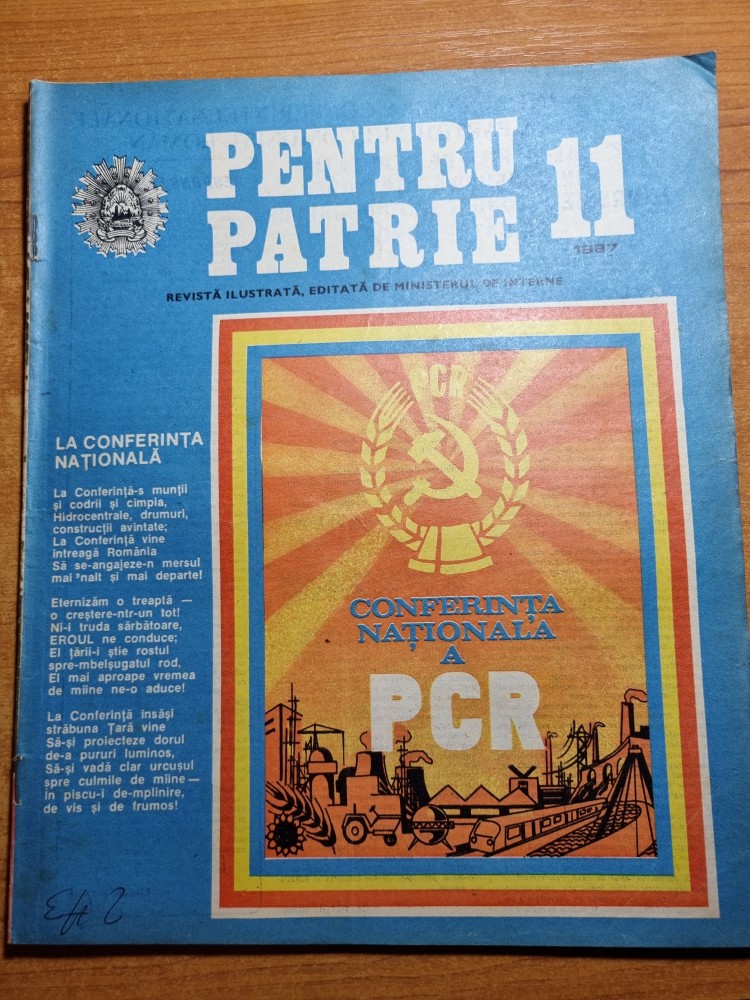 PENTRU
PATRIE
11
1987
REVISTĂ ILUSTRATĂ, EDITATĂ DE MINISTERUL DE INTERNE
LA CONFERINȚA
NAȚIONALĂ
La Conferință-s munții
și codrii și cîmpia,
Hidrocentrale, drumuri,
construcții avîntate;
La Conferință vine
întreagă România
Să se-angajeze-n mersul
mai 'nalt și mai departe!
Eternizăm o treaptă —
o creștere-ntr-un tot!
Ni-i truda sărbătoare,
EROUL ne conduce;
El țării-i știe rostul
spre-mbelșugatul rod,
El mai aproape vremea
de mîine ne-o aduce!
La Conferință însăși
străbuna Țară vine
Să-și proiecteze dorul
de-a pururi luminos,
Să-și vadă clar urcușul
spre culmile de mîine —
în piscu-i de-mplinire,
de vis și de frumos!
PCR
CONFERINȚA
NAȚIONALĂ
A
PCR